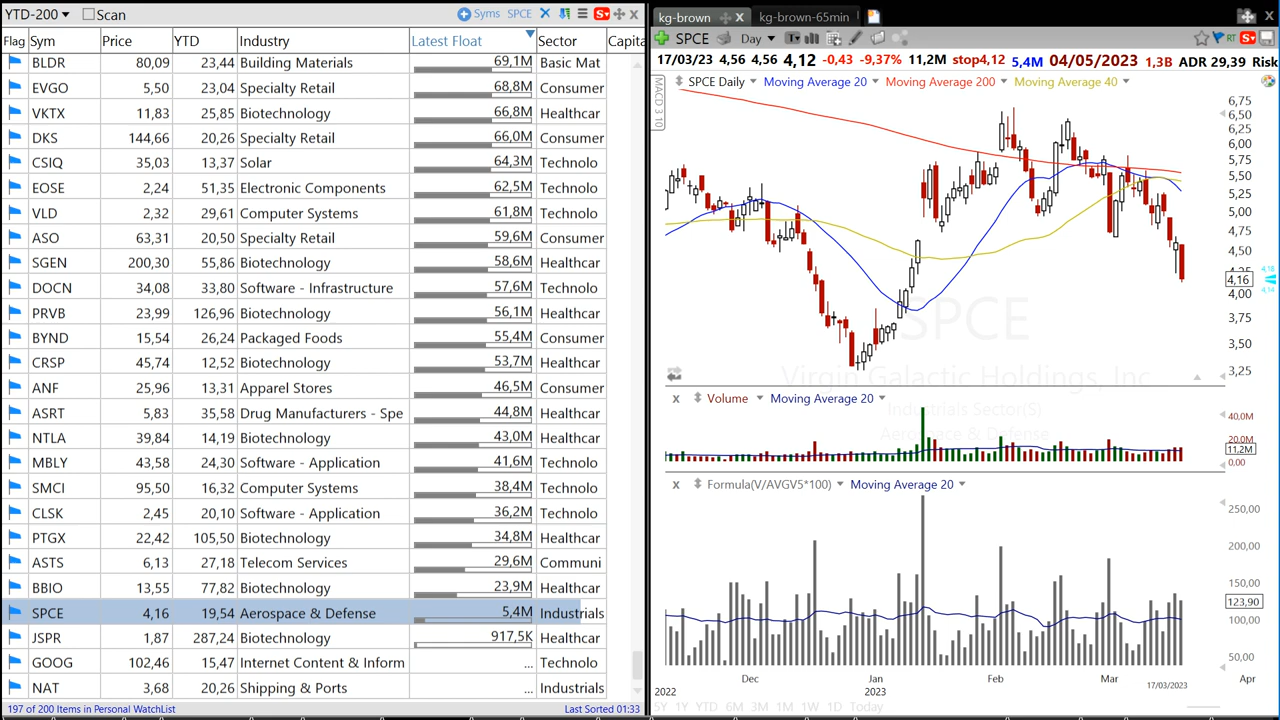 YTD-200 Scan Syms SPCE
Flag Sym Price YTD Industry Latest Float Sector Capita
BLDR 80,09 23,44 Building Materials 69,1M Basic Mat
EVGO 5,50 23,04 Specialty Retail 68,8M Consumer
VKTX 11,83 25,85 Biotechnology 66,8M Healthcar
DKS 144,66 20,26 Specialty Retail 66,0M Consumer
CSIQ 35,03 13,37 Solar 64,3M Technolo
EOSE 2,24 51,35 Electronic Components 62,5M Technolo
VLD 2,32 29,61 Computer Systems 61,8M Technolo
ASO 63,31 20,50 Specialty Retail 59,6M Consumer
SGEN 200,30 55,86 Biotechnology 58,6M Healthcar
DOCN 34,08 33,80 Software - Infrastructure 57,6M Technolo
PRVB 23,99 126,96 Biotechnology 56,1M Healthcar
BYND 15,54 26,24 Packaged Foods 55,4M Consumer
CRSP 45,74 12,52 Biotechnology 53,7M Healthcar
ANF 25,96 13,31 Apparel Stores 46,5M Consumer
ASRT 5,83 35,58 Drug Manufacturers - Spe 44,8M Healthcar
NTLA 39,84 14,19 Biotechnology 43,0M Healthcar
MBLY 43,58 24,30 Software - Application 41,6M Technolo
SMCI 95,50 16,32 Computer Systems 38,4M Technolo
CLSK 2,45 20,10 Software - Application 36,2M Technolo
PTGX 22,42 105,50 Biotechnology 34,8M Healthcar
ASTS 6,13 27,18 Telecom Services 29,6M Communi
BBIO 13,55 77,82 Biotechnology 23,9M Healthcar
SPCE 4,16 19,54 Aerospace & Defense 5,4M Industrials
JSPR 1,87 287,24 Biotechnology 917,5K Healthcar
GOOG 102,46 15,47 Internet Content & Inform ... Technolo
NAT 3,68 20,26 Shipping & Ports ... Industrials
197 of 200 Items in Personal WatchList Last Sorted 01:33
kg-brown kg-brown-65min
SPCE Day T RT S
17/03/23 4,56 4,56 4,12 -0,43 -9,37% 11,2M stop4,12 5,4M 04/05/2023 1,3B ADR 29,39 Risk
MACD 3 10
SPCE Daily Moving Average 20 Moving Average 200 Moving Average 40
6,75
6,50
6,25
6,00
5,75
5,50
5,25
5,00
4,75
4,50
4,25
4,18
4,16
4,14
4,00
3,75
3,50
3,25
SPCE
Virgin Galactic Holdings, Inc
Industrials Sector(S)
Aerospace & Defense
Volume Moving Average 20
40,0M
20,0M
11,2M
0,00
Formula(V/AVGV5*100) Moving Average 20
250,00
200,00
150,00
123,90
100,00
50,00
Dec Jan Feb Mar Apr
2022 2023 17/03/2023
5Y 1Y YTD 6M 3M 1M 1W 1D Today